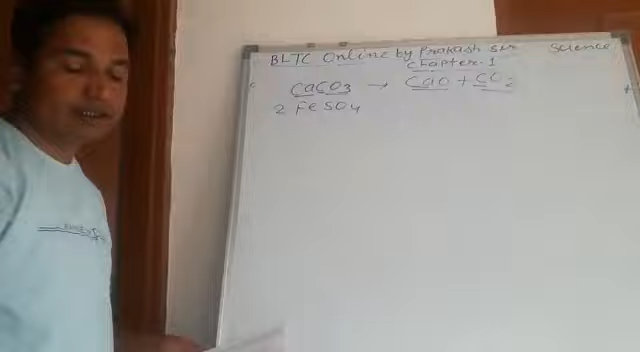 BLTC Online by Prakash sir Science
Chapter-1
CaCO3 → CaO + CO2
2 FeSO4